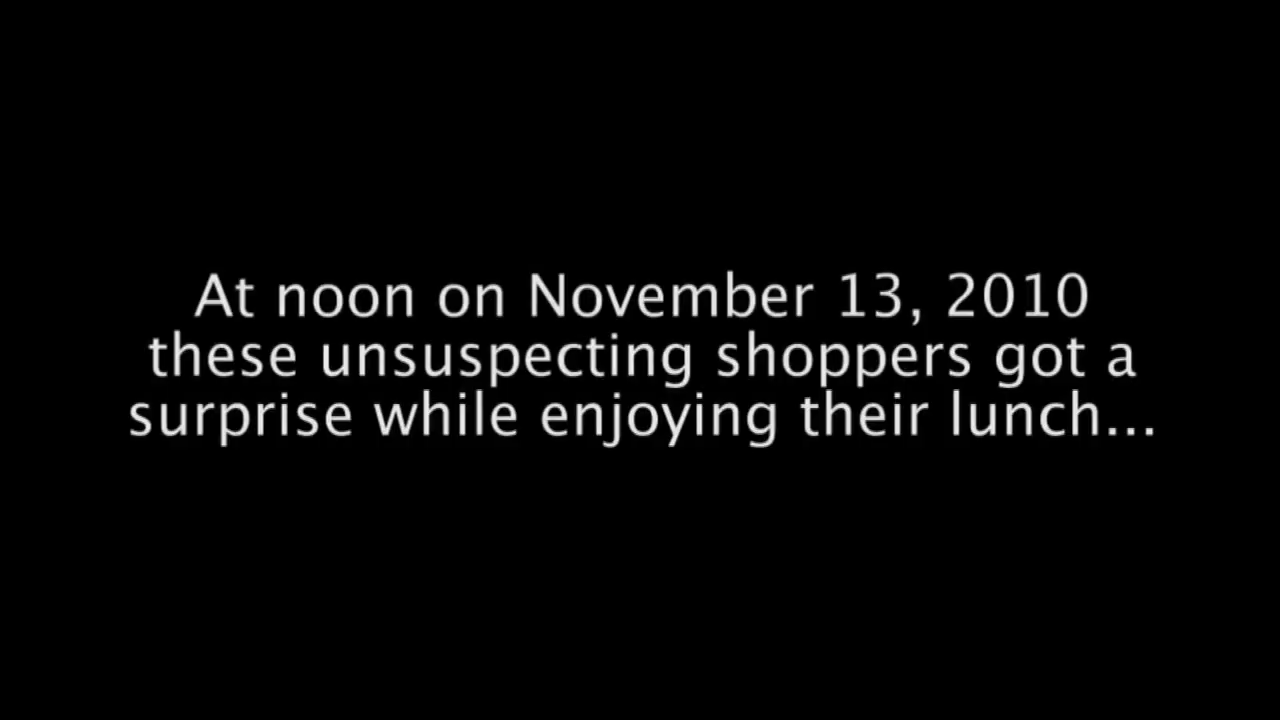 At noon on November 13, 2010
these unsuspecting shoppers got a
surprise while enjoying their lunch...